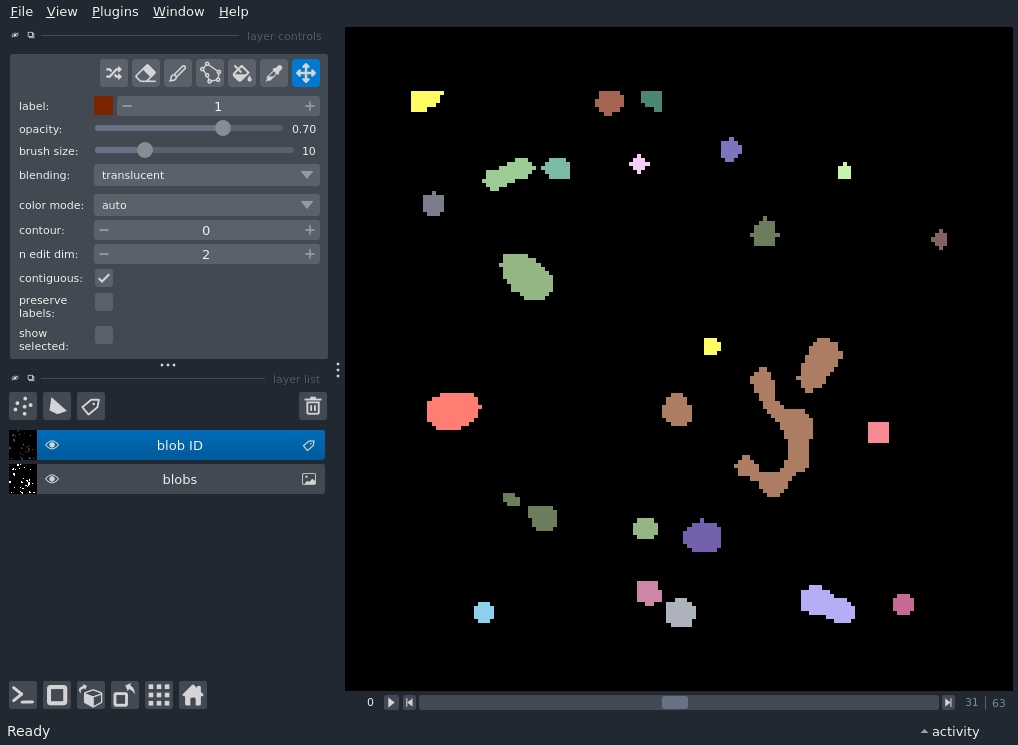 File View Plugins Window Help
layer controls
label: 1
opacity: 0.70
brush size: 10
blending: translucent
color mode: auto
contour: 0
n edit dim: 2
contiguous:
preserve
labels:
show
selected:
layer list
blob ID
blobs
0 31 | 63
Ready activity